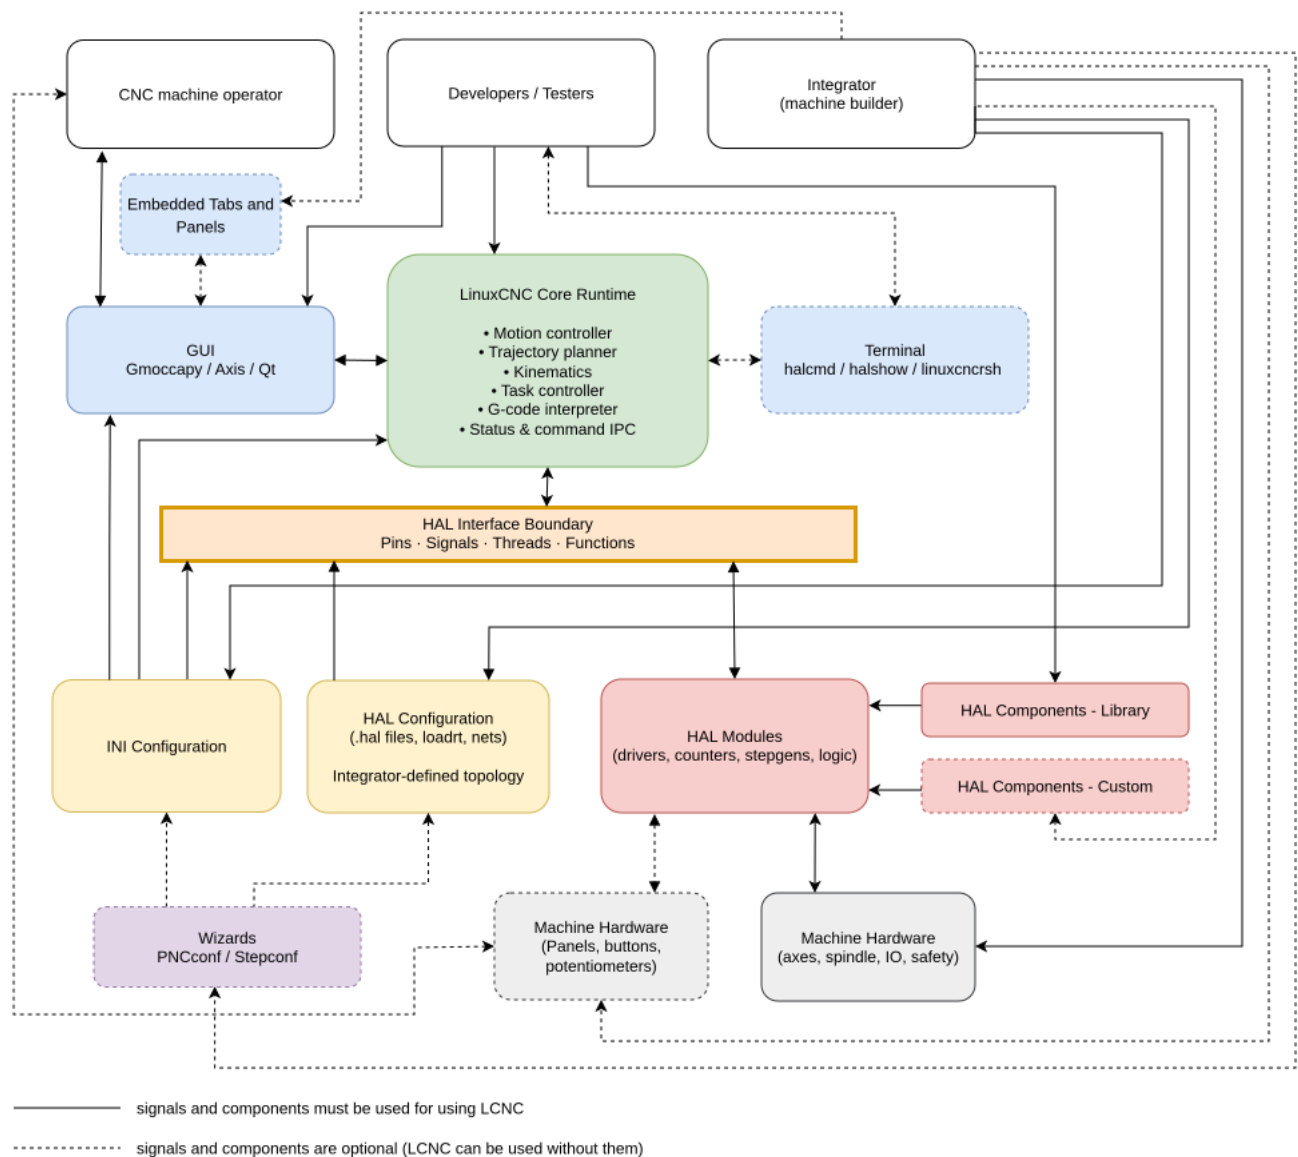 CNC machine operator
Developers / Testers
Integrator
(machine builder)
Embedded Tabs and
Panels
LinuxCNC Core Runtime
• Motion controller
• Trajectory planner
• Kinematics
• Task controller
• G-code interpreter
• Status & command IPC
GUI
Gmoccapy / Axis / Qt
Terminal
halcmd / halshow / linuxcncrsh
HAL Interface Boundary
Pins · Signals · Threads · Functions
INI Configuration
HAL Configuration
(.hal files, loadrt, nets)
Integrator-defined topology
HAL Modules
(drivers, counters, stepgens, logic)
HAL Components - Library
HAL Components - Custom
Wizards
PNCconf / Stepconf
Machine Hardware
(Panels, buttons,
potentiometers)
Machine Hardware
(axes, spindle, IO, safety)
signals and components must be used for using LCNC
signals and components are optional (LCNC can be used without them)